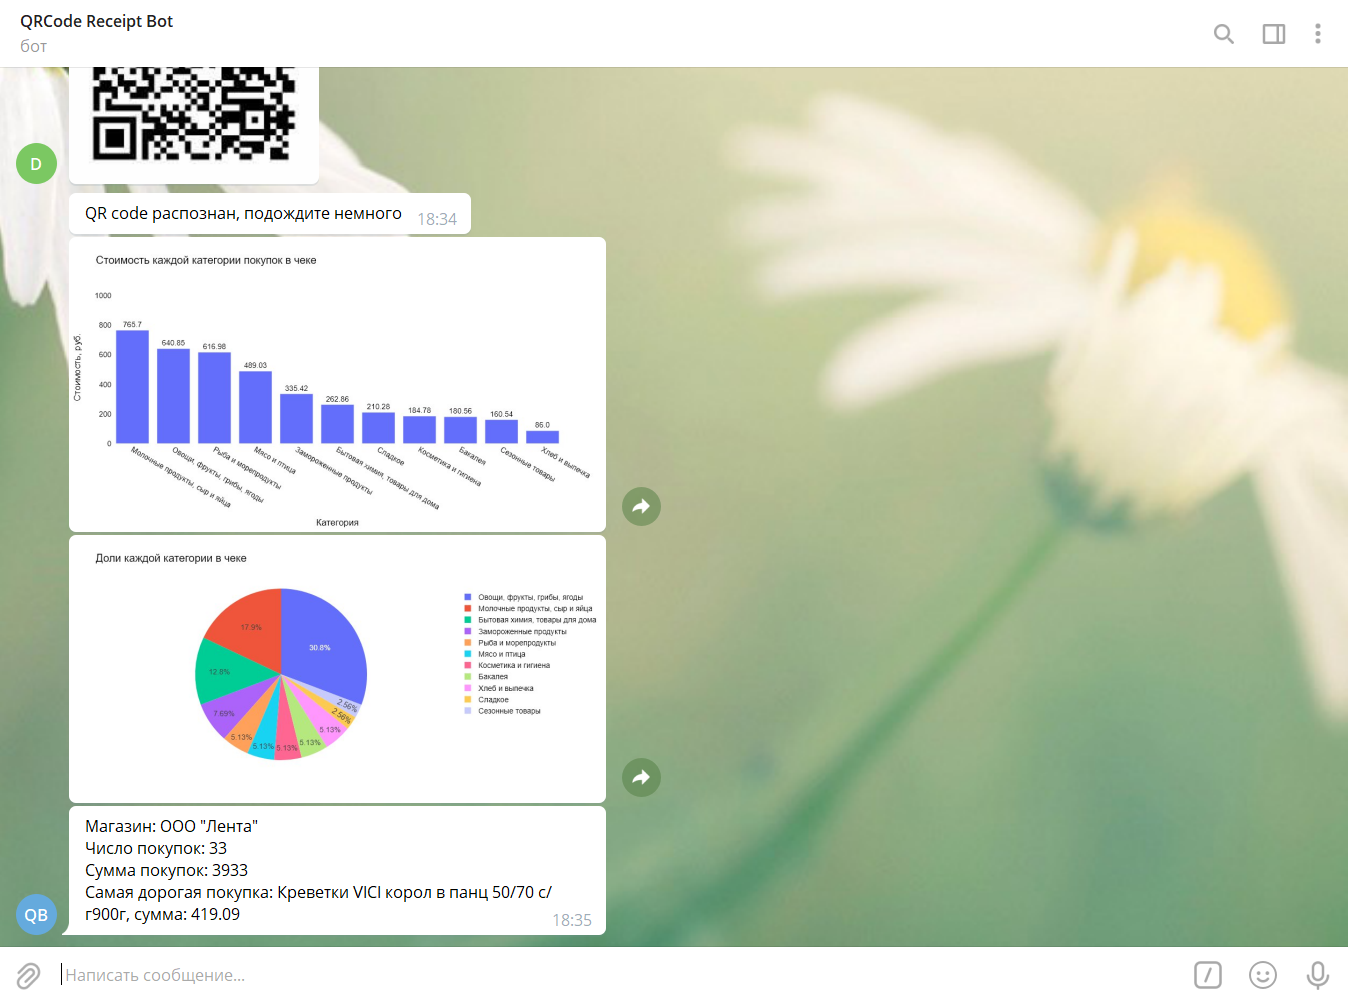 QRCode Receipt Bot
бот
D
QR code распознан, подождите немного 18:34
Стоимость каждой категории покупок в чеке
Стоимость, руб.
1000
800
600
400
200
0
765.7
640.85
616.98
489.03
335.42
262.86
210.28
184.78
180.56
160.54
86.0
Молочные продукты, сыр и яйца
Овощи, фрукты, грибы, ягоды
Рыба и морепродукты
Мясо и птица
Замороженные продукты
Бытовая химия, товары для дома
Сладкое
Косметика и гигиена
Бакалея
Сезонные товары
Хлеб и выпечка
Категория
Доли каждой категории в чеке
17.9%
30.8%
12.8%
7.69%
5.13%
5.13%
5.13%
5.13%
5.13%
2.56%
2.56%
Овощи, фрукты, грибы, ягоды
Молочные продукты, сыр и яйца
Бытовая химия, товары для дома
Замороженные продукты
Рыба и морепродукты
Мясо и птица
Косметика и гигиена
Бакалея
Хлеб и выпечка
Сладкое
Сезонные товары
Магазин: ООО "Лента"
Число покупок: 33
Сумма покупок: 3933
Самая дорогая покупка: Креветки VICI корол в панц 50/70 с/
г900г, сумма: 419.09
18:35
QB
Написать сообщение...